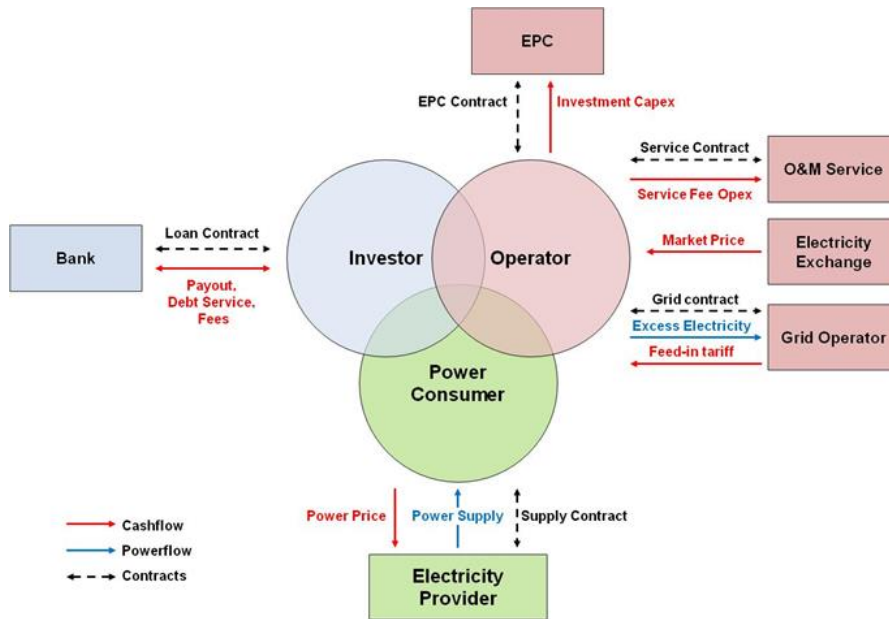 EPC
EPC Contract
Investment Capex
Service Contract
O&M Service
Service Fee Opex
Loan Contract
Bank
Payout,
Debt Service,
Fees
Investor
Operator
Market Price
Electricity
Exchange
Grid contract
Excess Electricity
Grid Operator
Feed-in tariff
Power
Consumer
Power Price
Power Supply
Supply Contract
Cashflow
Powerflow
Contracts
Electricity
Provider